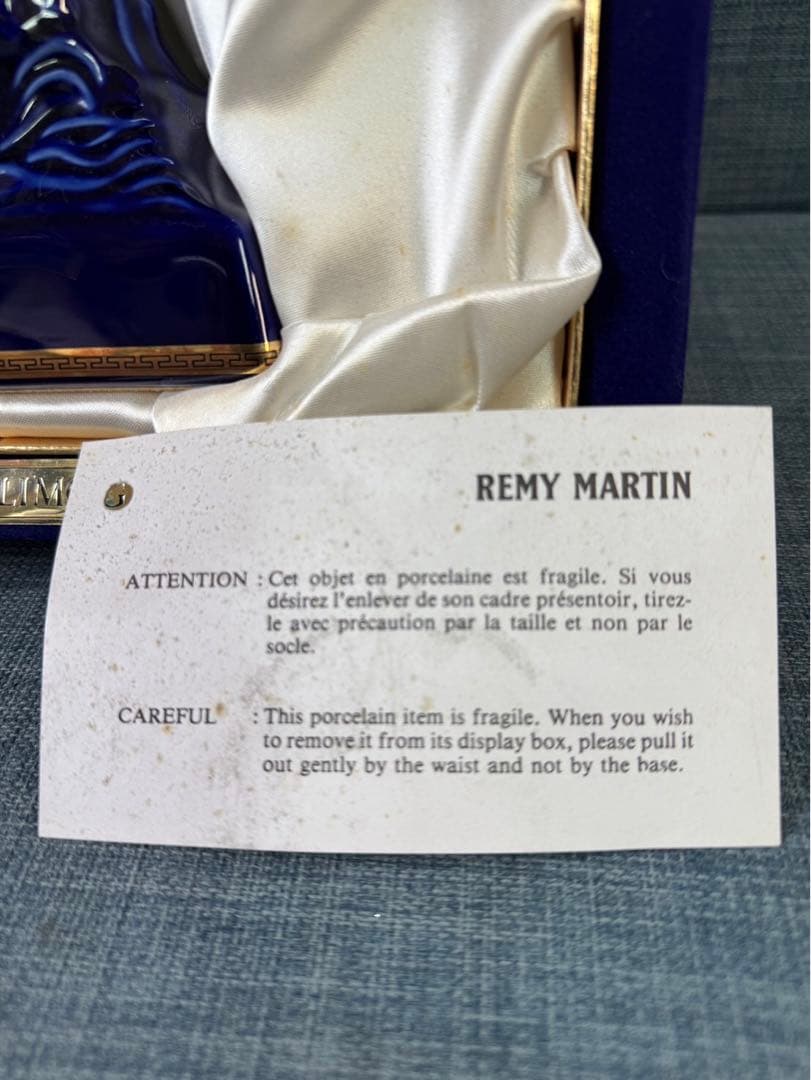 LIM
REMY MARTIN
ATTENTION : Cet objet en porcelaine est fragile. Si vous
désirez l'enlever de son cadre présentoir, tirez-
le avec précaution par la taille et non par le
socle.
CAREFUL : This porcelain item is fragile. When you wish
to remove it from its display box, please pull it
out gently by the waist and not by the base.